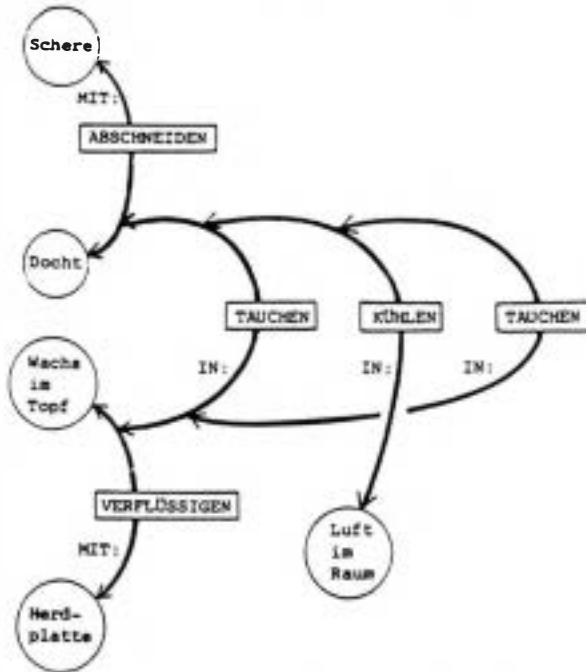 Schere
MIT:
ABSCHNEIDEN
Docht
TAUCHEN
KÜHLEN
TAUCHEN
Wachs
im
Topf
IN:
IN:
IN:
VERFLÜSSIGEN
MIT:
Luft
im
Raum
Herd-
platte